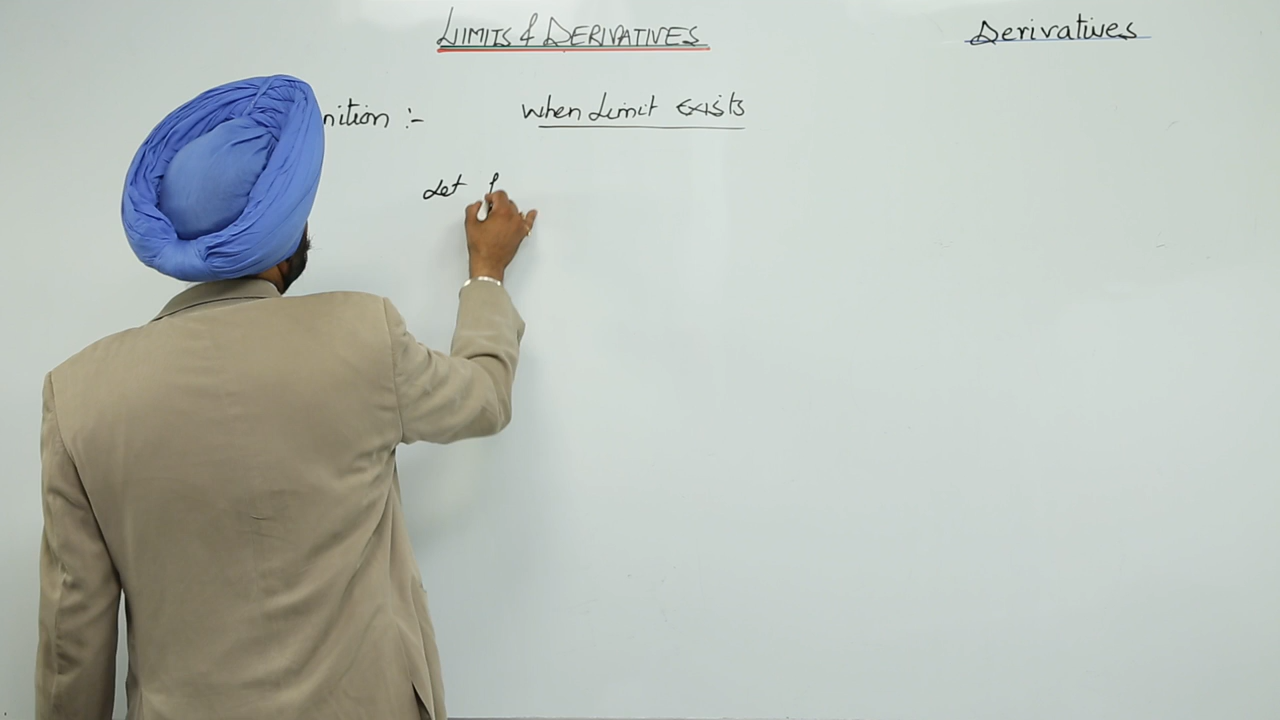 LIMITS & DERIVATIVES
Derivatives
nition :- when Limit Exists
Let f